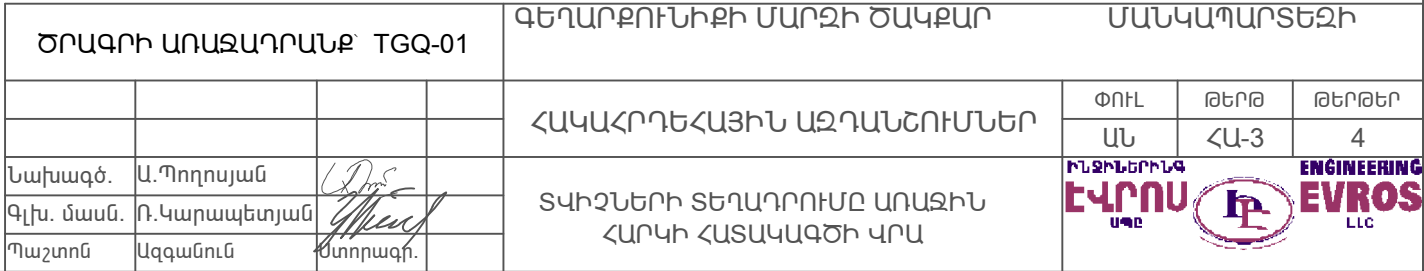 ԾՐԱԳՐԻ ԱՌԱՋԱԴՐԱՆՔ՝ TGQ-01
ԳԵՂԱՐՔՈՒՆԻՔԻ ՄԱՐԶԻ ԾԱԿՔԱՐ ՄԱՆԿԱՊԱՐՏԵԶԻ
ՀԱԿԱՀՐԴԵՀԱՅԻՆ ԱԶԴԱՆՇՈՒՄՆԵՐ
ՓՈՒԼ ԹԵՐԹ ԹԵՐԹԵՐ
ԱՆ ՀԱ-3 4
Նախագծ. Ա.Պողոսյան
Գլխ. մասն. Ռ.Կարապետյան
Պաշտոն Ազգանուն Ստորագր.
ՏՎԻՉՆԵՐԻ ՏԵՂԱԴՐՈՒՄԸ ԱՌԱՋԻՆ
ՀԱՐԿԻ ՀԱՏԱԿԱԳԾԻ ՎՐԱ
ԻՆՋԻՆԵՐԻՆԳ
ԷՎՐՈՍ
ՍՊԸ
ENGINEERING
EVROS
LLC